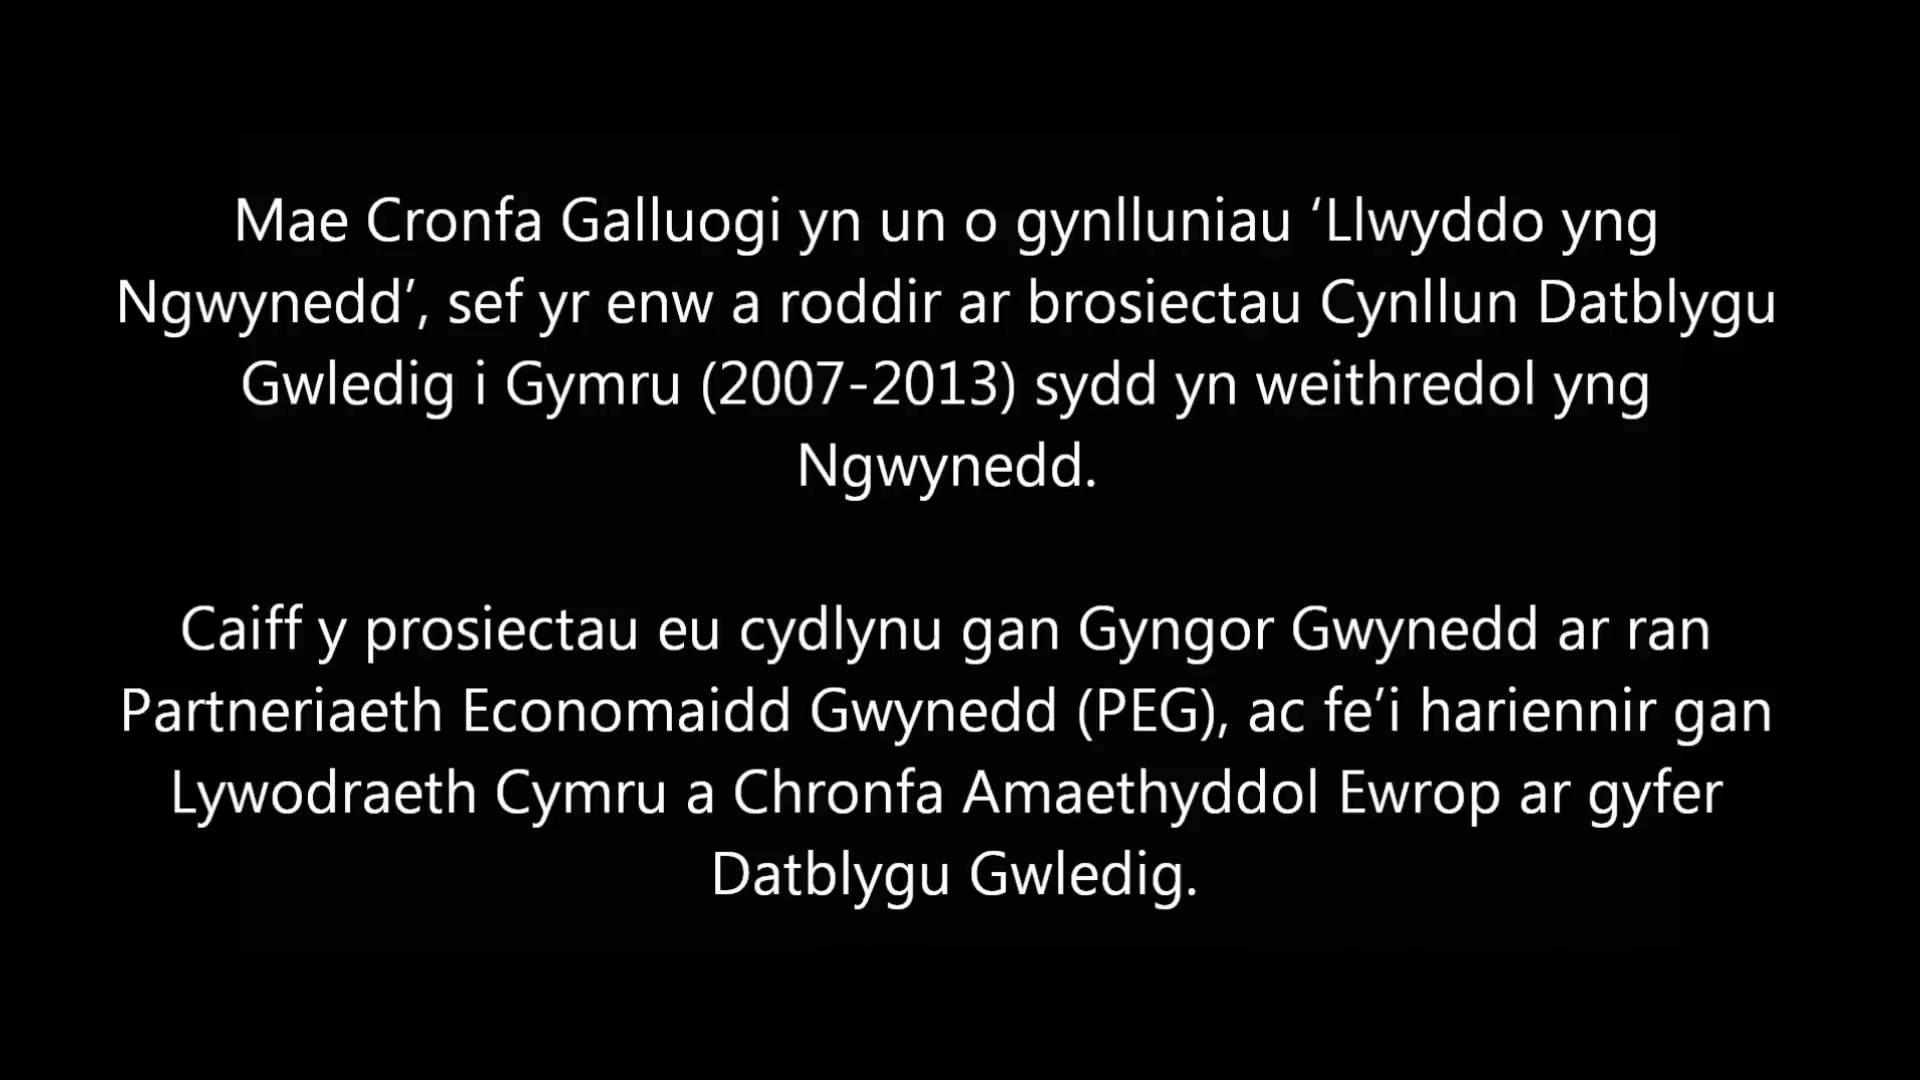 Mae Cronfa Galluogi yn un o gynlluniau ‘Llwyddo yng
Ngwynedd’, sef yr enw a roddir ar brosiectau Cynllun Datblygu
Gwledig i Gymru (2007-2013) sydd yn weithredol yng
Ngwynedd.
Caiff y prosiectau eu cydlynu gan Gyngor Gwynedd ar ran
Partneriaeth Economaidd Gwynedd (PEG), ac fe’i hariennir gan
Lywodraeth Cymru a Chronfa Amaethyddol Ewrop ar gyfer
Datblygu Gwledig.